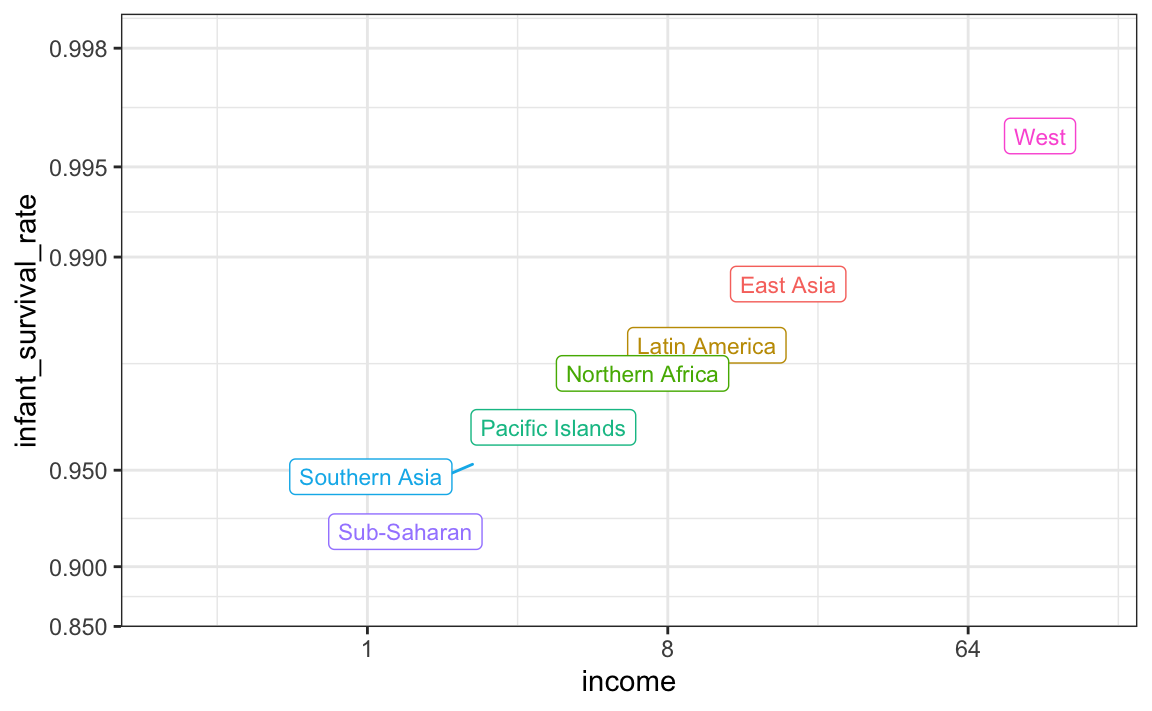 0.998
West
0.995
infant_survival_rate
0.990
East Asia
Latin America
Northern Africa
Pacific Islands
0.950
Southern Asia
Sub-Saharan
0.900
0.850
1
8
64
income